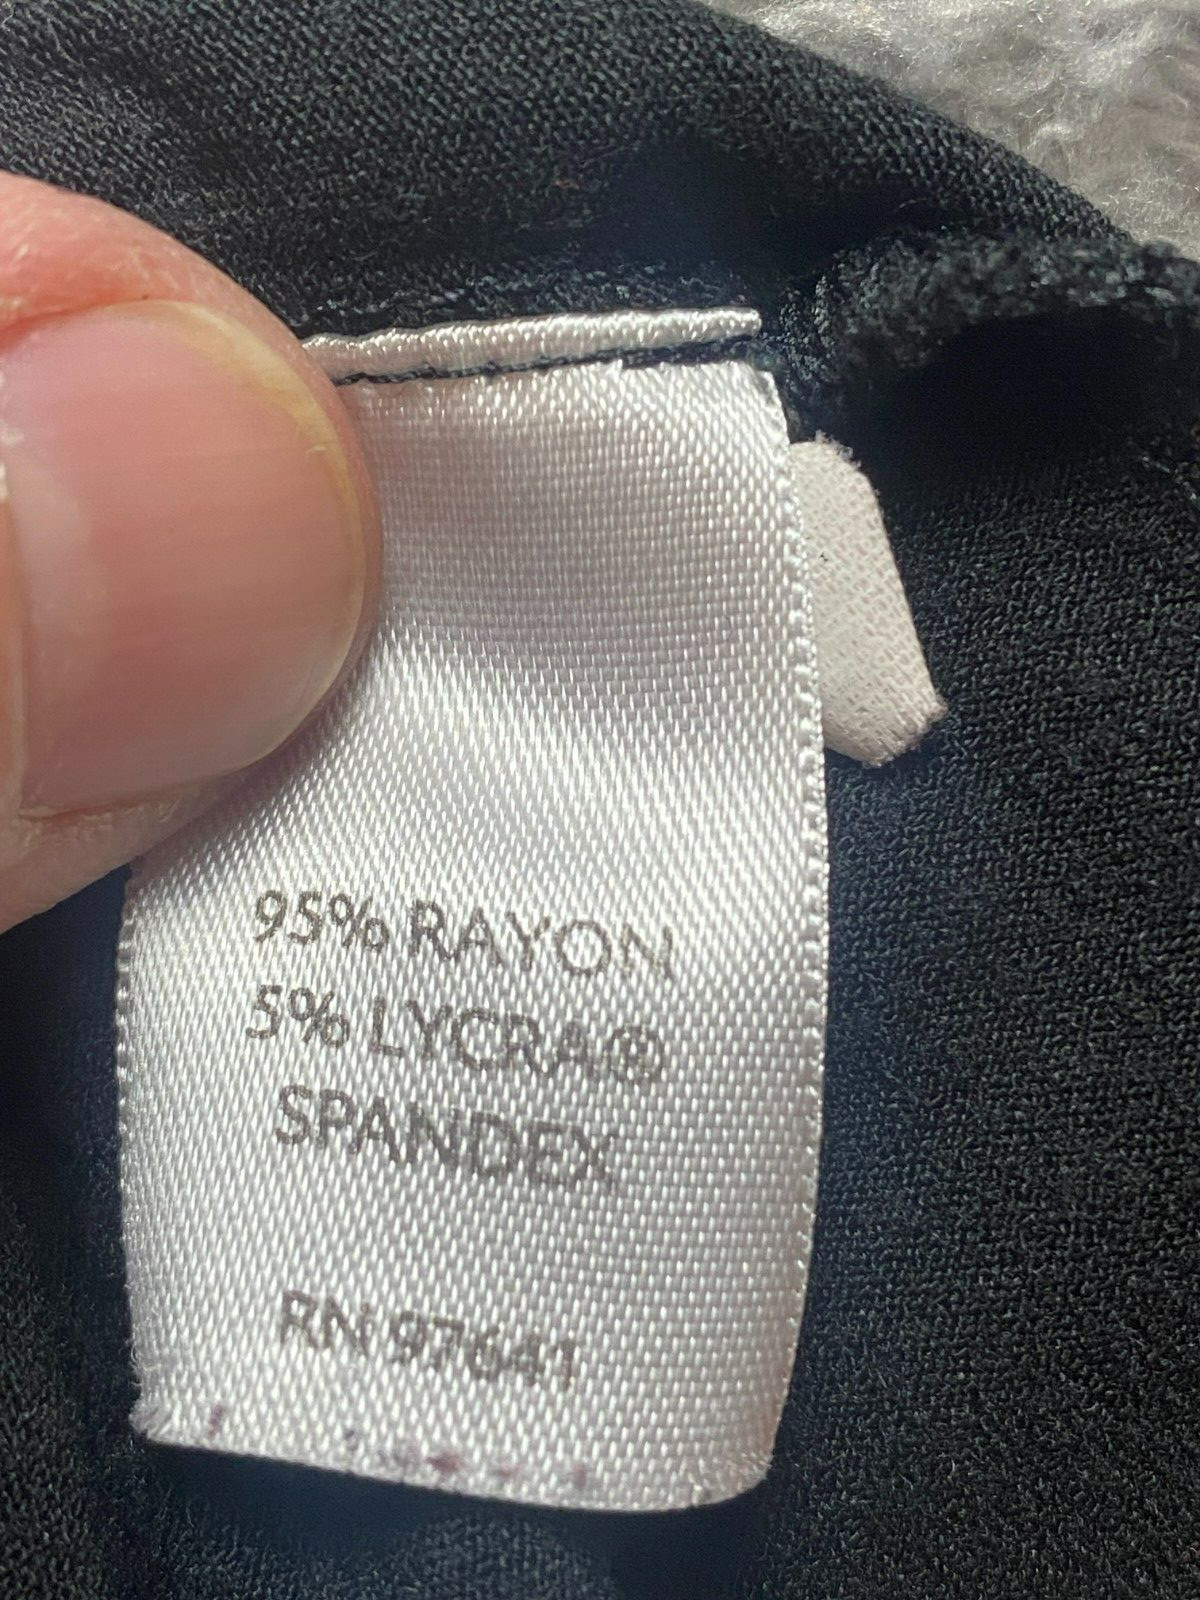 95% RAYON
5% LYCRA®
SPANDEX
RN 97641